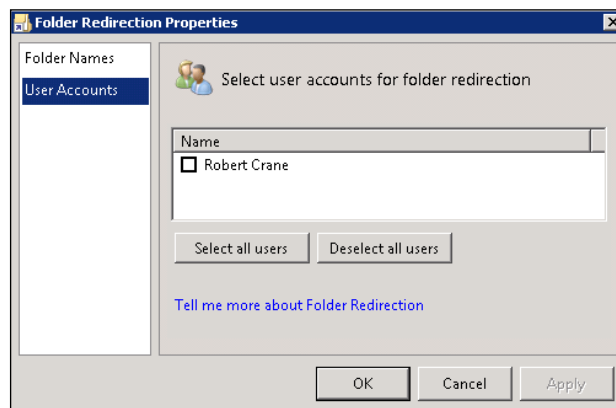 Folder Redirection Properties
Folder Names
User Accounts
Select user accounts for folder redirection
Name
Robert Crane
Select all users
Deselect all users
Tell me more about Folder Redirection
OK
Cancel
Apply